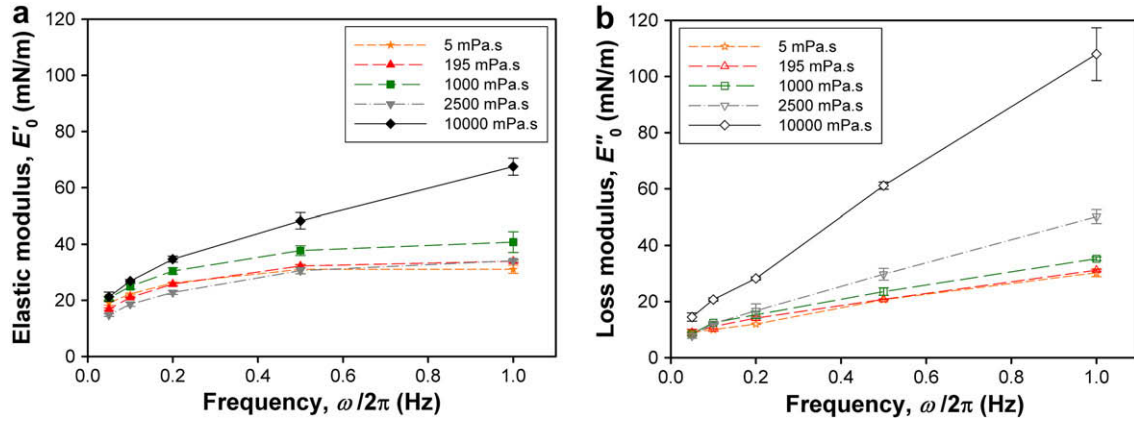 a
Elastic modulus, E′0 (mN/m)
120
100
80
60
40
20
0
5 mPa.s
195 mPa.s
1000 mPa.s
2500 mPa.s
10000 mPa.s
0.0 0.2 0.4 0.6 0.8 1.0
Frequency, ω/2π (Hz)
b
Loss modulus, E″0 (mN/m)
120
100
80
60
40
20
0
5 mPa.s
195 mPa.s
1000 mPa.s
2500 mPa.s
10000 mPa.s
0.0 0.2 0.4 0.6 0.8 1.0
Frequency, ω/2π (Hz)